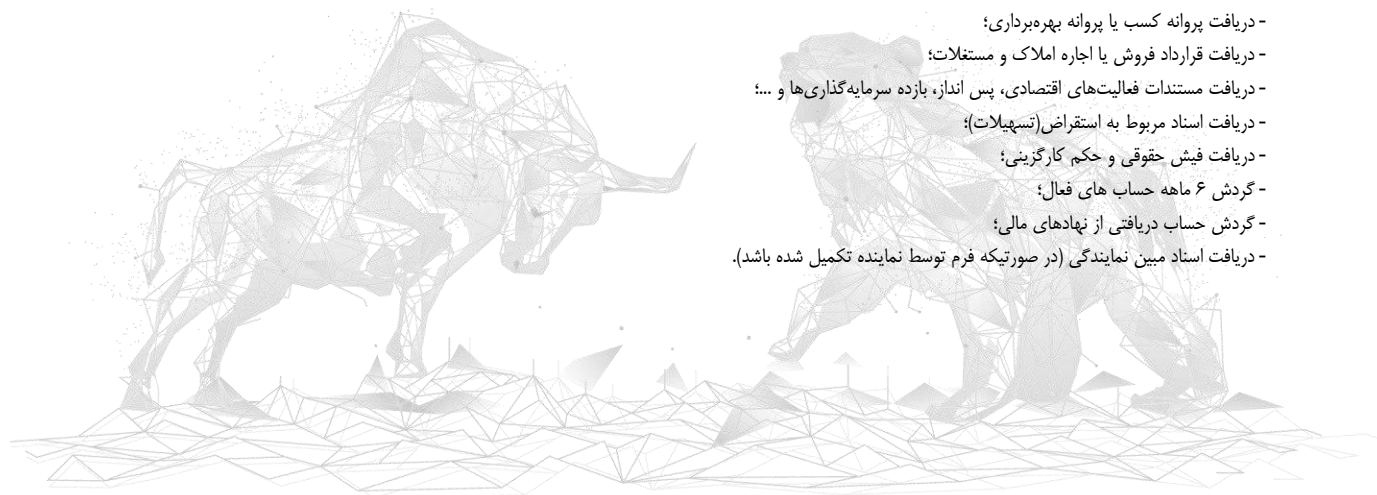 - دریافت پروانه کسب یا پروانه بهره‌برداری؛
- دریافت قرارداد فروش یا اجاره املاک و مستغلات؛
- دریافت مستندات فعالیت‌های اقتصادی، پس انداز، بازده سرمایه‌گذاری‌ها و ...؛
- دریافت اسناد مربوط به استقراض(تسهیلات)؛
- دریافت فیش حقوقی و حکم کارگزینی؛
- گردش ۶ ماهه حساب های فعال؛
- گردش حساب دریافتی از نهادهای مالی؛
- دریافت اسناد مبین نمایندگی (در صورتیکه فرم توسط نماینده تکمیل شده باشد).